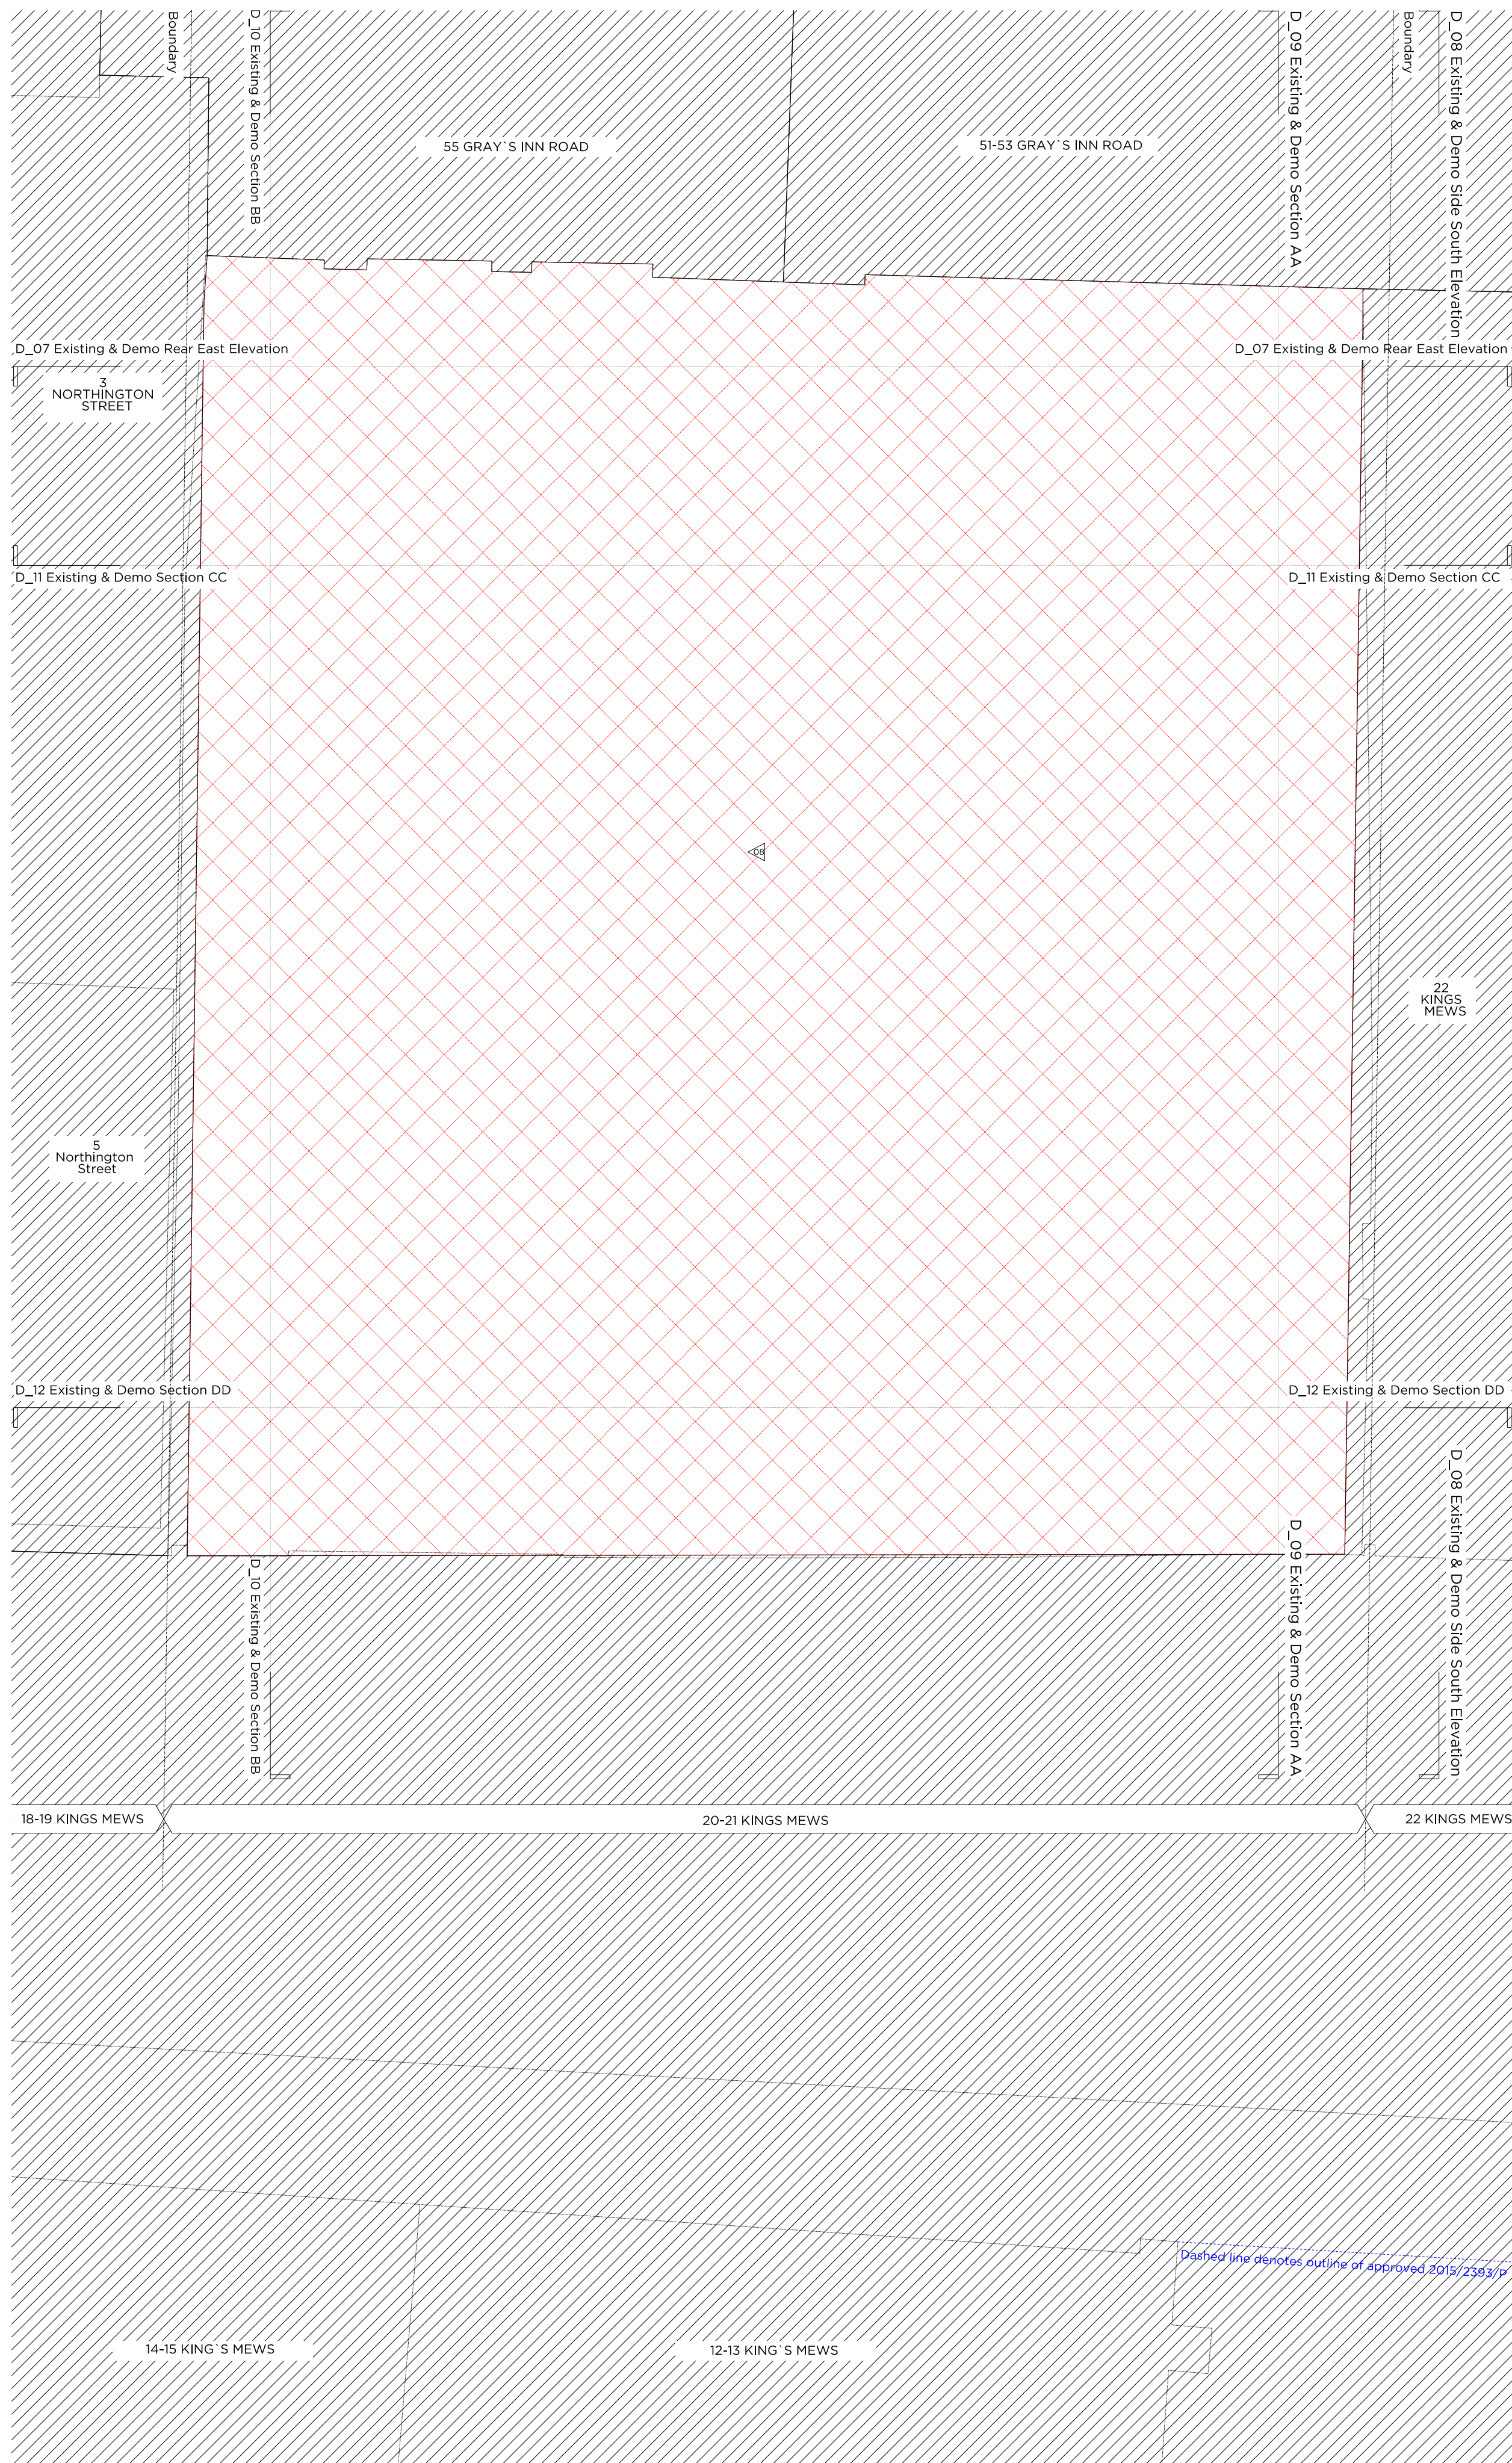 Boundary
D_10 Existing & Demo Section BB
D_09 Existing & Demo Section AA
Boundary
D_08 Existing & Demo Side South Elevation
55 GRAY`S INN ROAD
51-53 GRAY`S INN ROAD
D_07 Existing & Demo Rear East Elevation
D_07 Existing & Demo Rear East Elevation
3
NORTHINGTON
STREET
D_11 Existing & Demo Section CC
D_11 Existing & Demo Section CC
08
22
KINGS
MEWS
5
Northington
Street
D_12 Existing & Demo Section DD
D_12 Existing & Demo Section DD
D_10 Existing & Demo Section BB
D_09 Existing & Demo Section AA
D_08 Existing & Demo Side South Elevation
18-19 KINGS MEWS
20-21 KINGS MEWS
22 KINGS MEWS
Dashed line denotes outline of approved 2015/2393/P
14-15 KING`S MEWS
12-13 KING`S MEWS